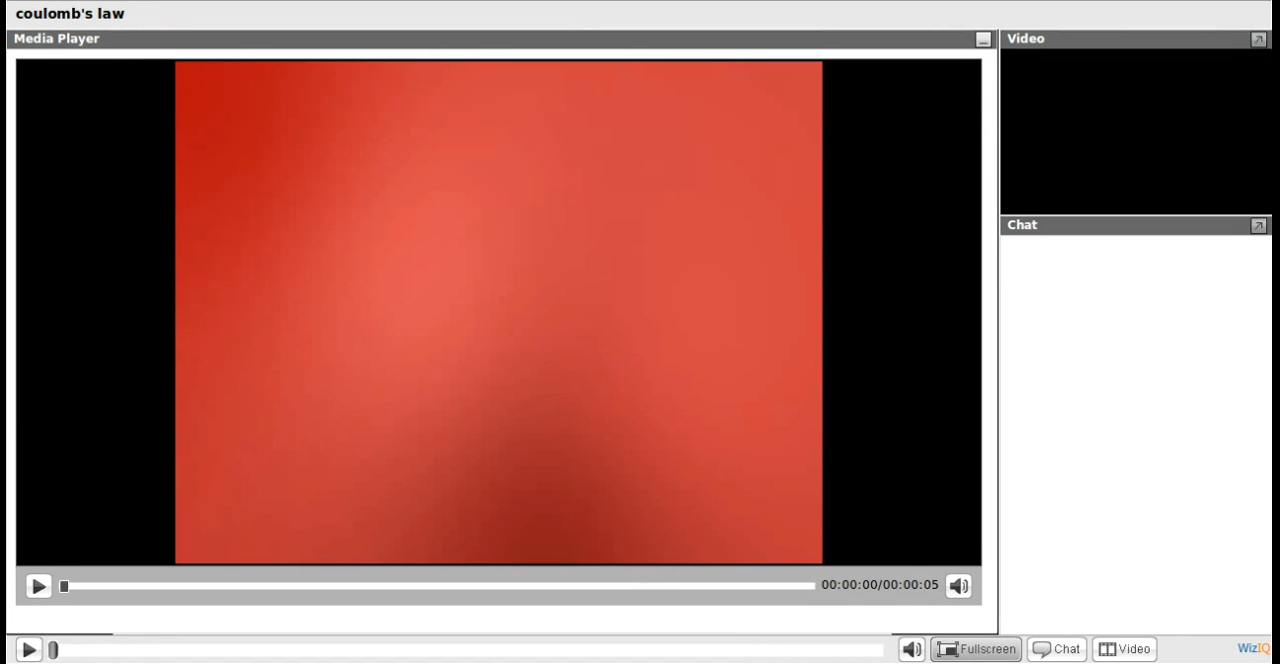 coulomb's law
Media Player
Video
Chat
00:00:00/00:00:05
Fullscreen
Chat
Video
WizIQ